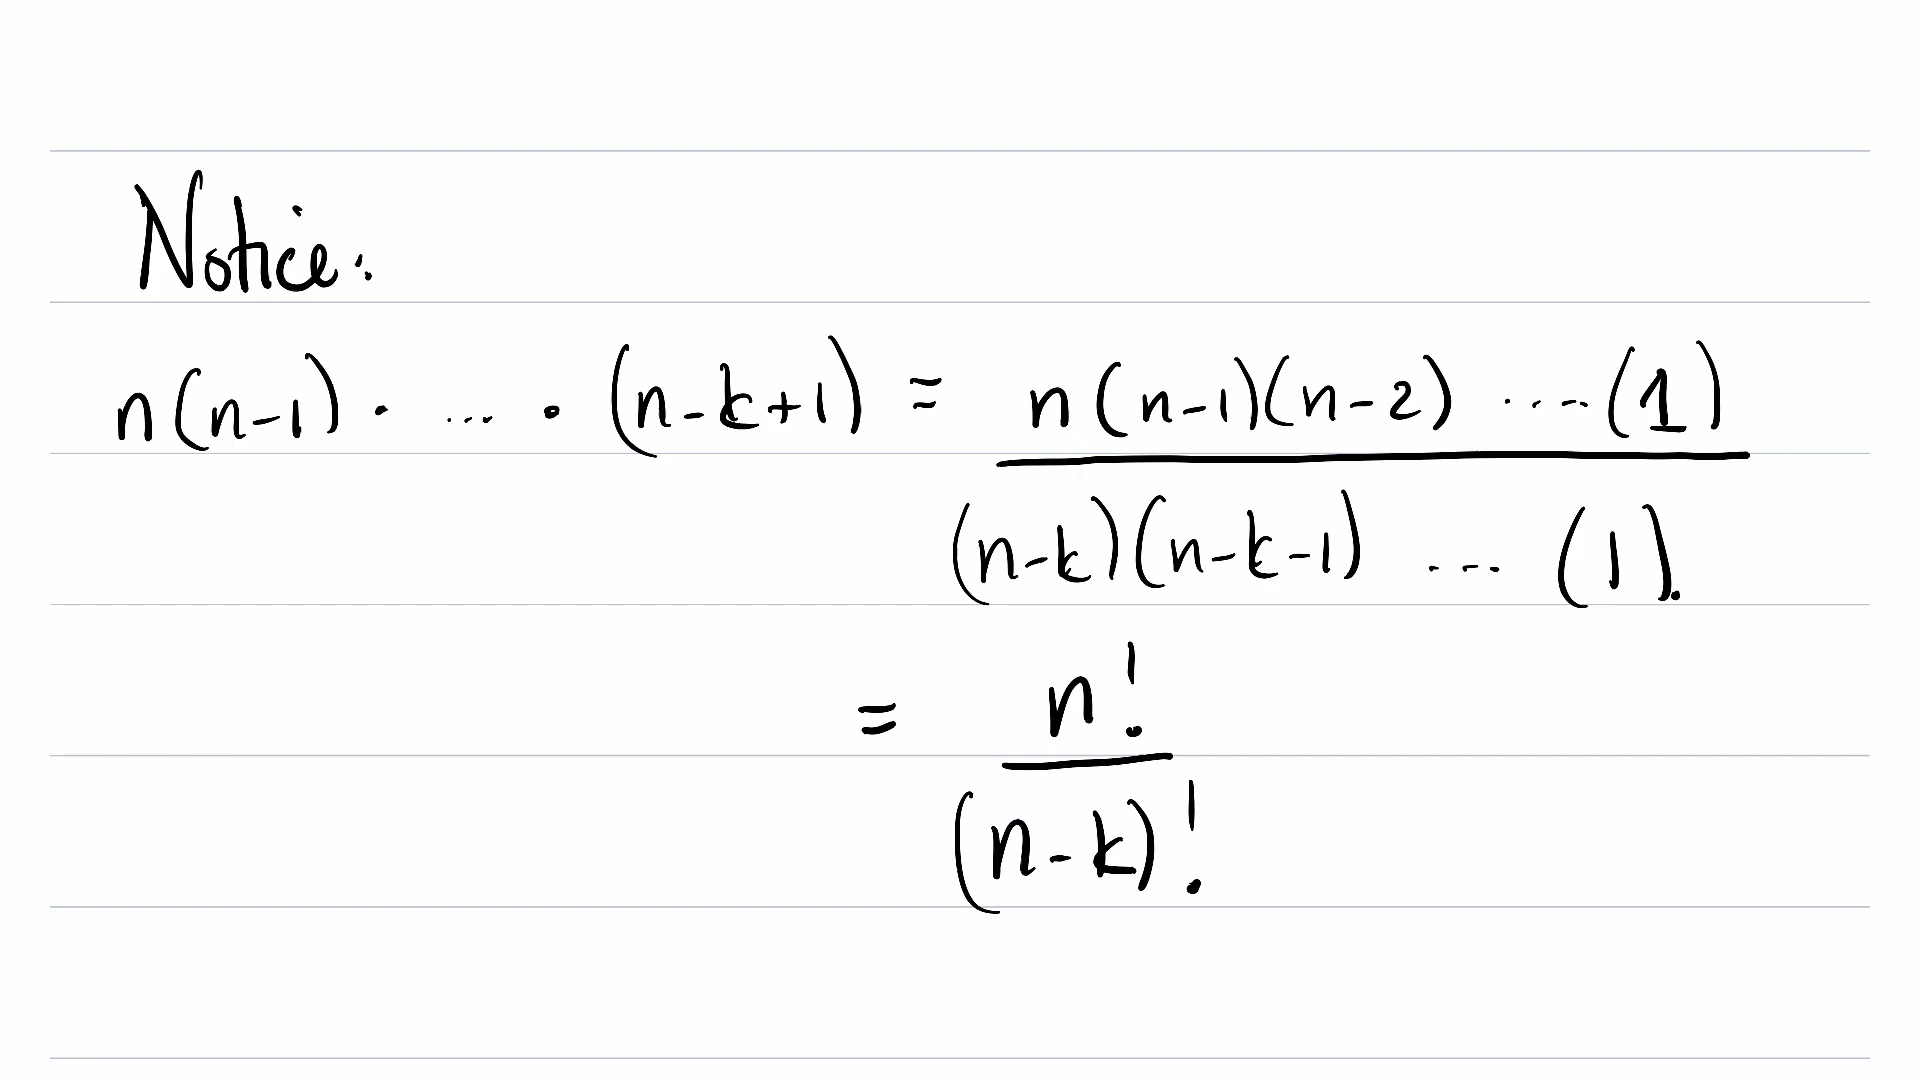 Notice:
n(n-1) · ... · (n-k+1) = n(n-1)(n-2) ...(1)
(n-k)(n-k-1) ... (1).
= n!
(n-k)!